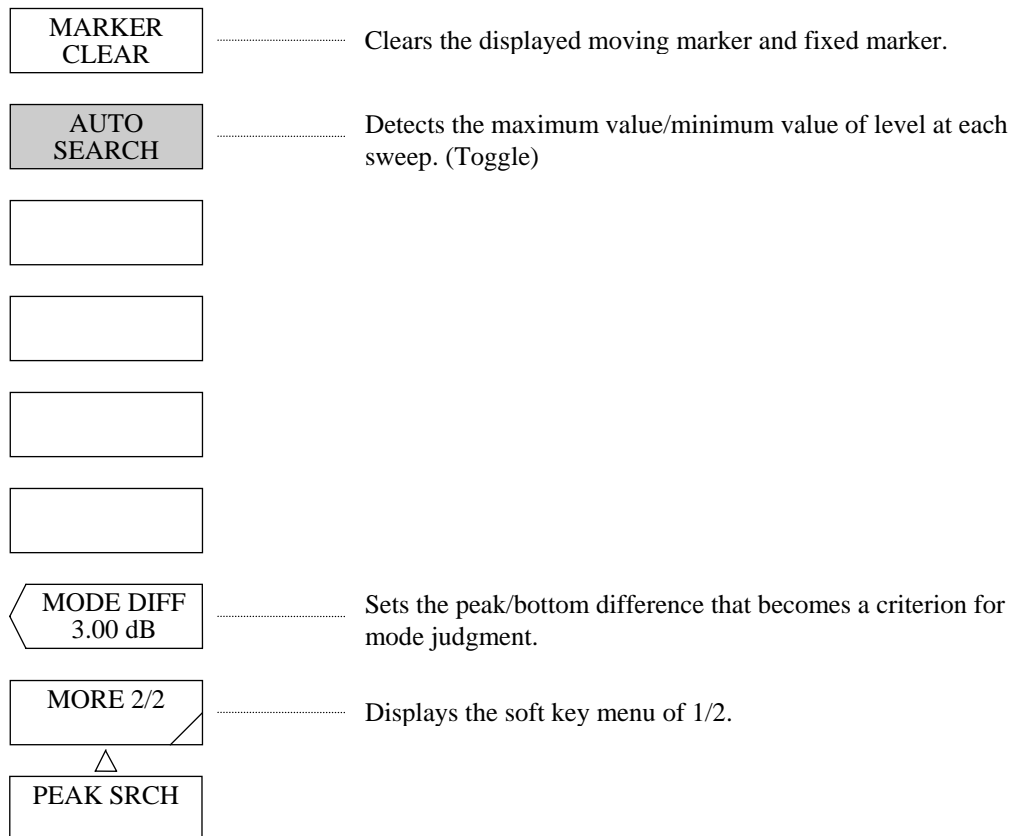 MARKER
CLEAR
Clears the displayed moving marker and fixed marker.
AUTO
SEARCH
Detects the maximum value/minimum value of level at each
sweep. (Toggle)
MODE DIFF
3.00 dB
Sets the peak/bottom difference that becomes a criterion for
mode judgment.
MORE 2/2
Displays the soft key menu of 1/2.
PEAK SRCH